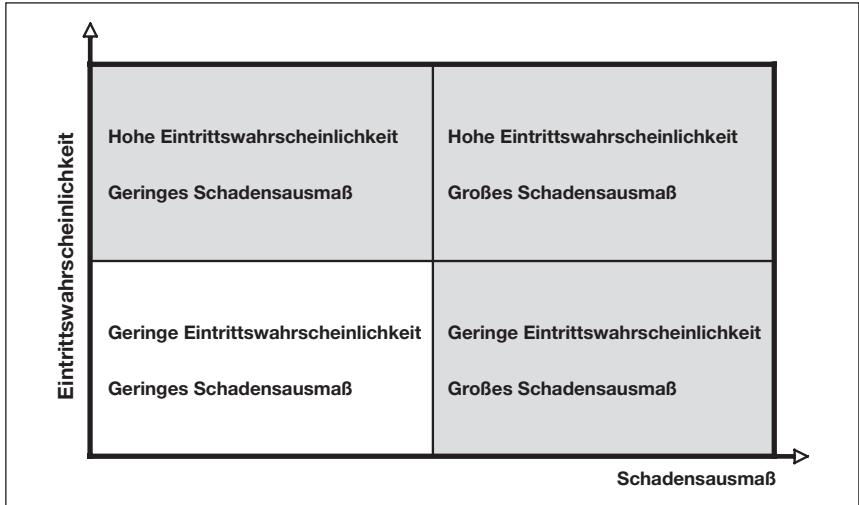 Eintrittswahrscheinlichkeit
Hohe Eintrittswahrscheinlichkeit
Geringes Schadensausmaß
Hohe Eintrittswahrscheinlichkeit
Großes Schadensausmaß
Geringe Eintrittswahrscheinlichkeit
Geringes Schadensausmaß
Geringe Eintrittswahrscheinlichkeit
Großes Schadensausmaß
Schadensausmaß